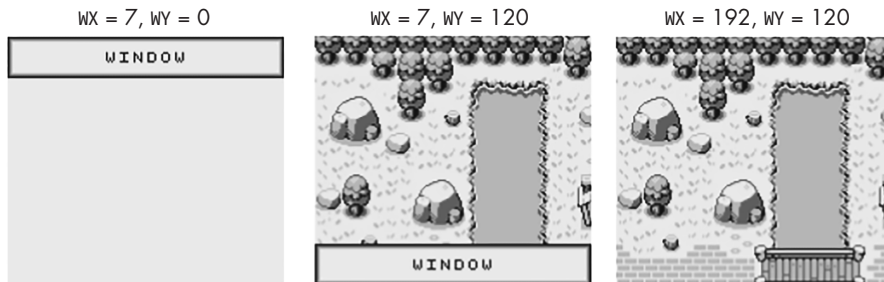 WX = 7, WY = 0
WINDOW
WX = 7, WY = 120
WINDOW
WX = 192, WY = 120